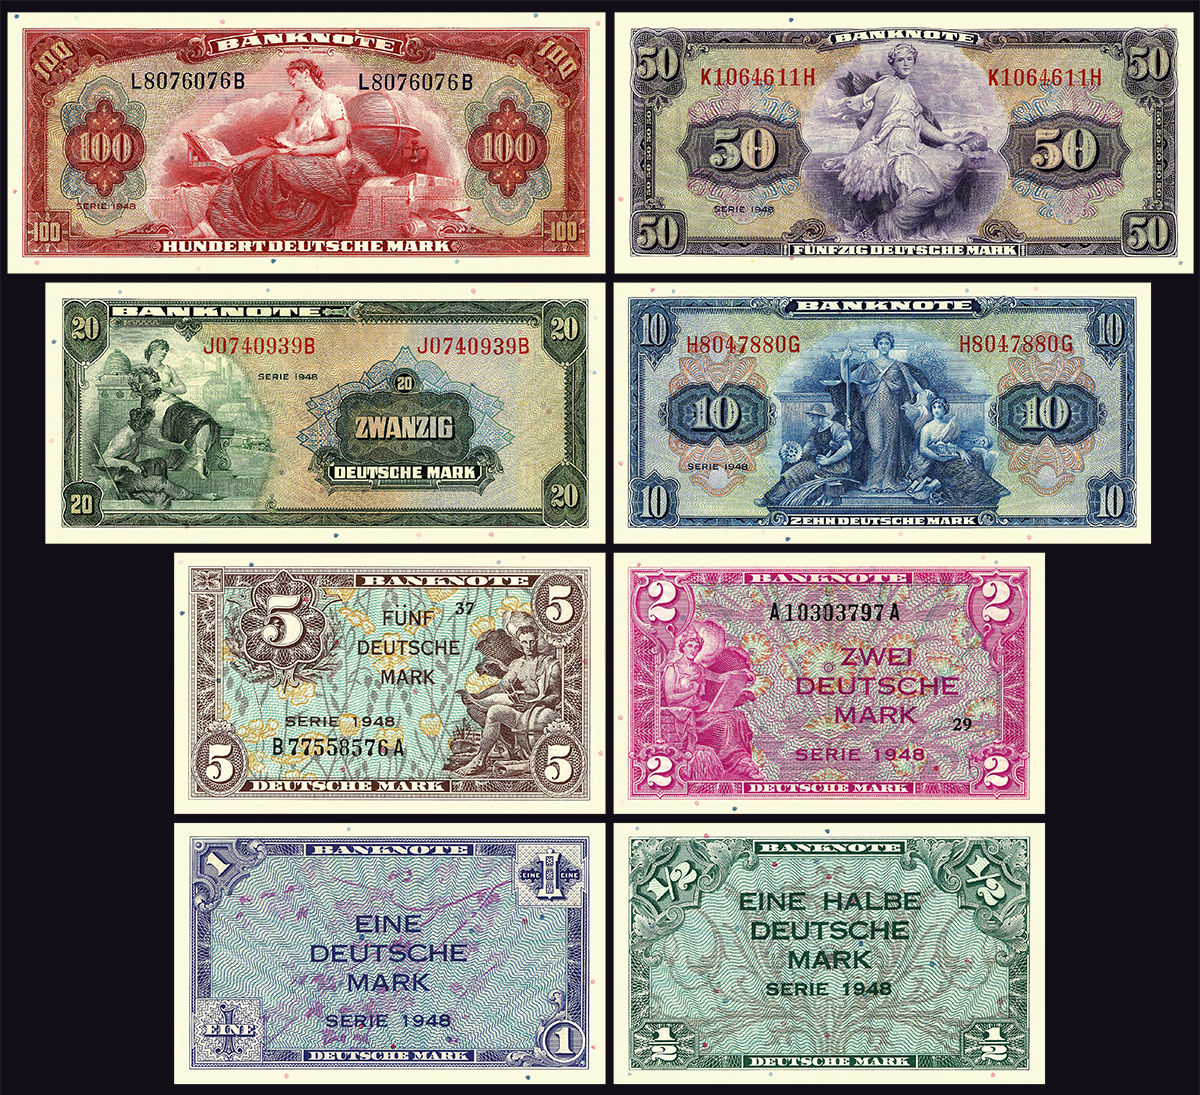 100 BANKNOTE 100
L8076076B L8076076B
100 100
SERIE 1948
100 HUNDERT DEUTSCHE MARK 100
50 BANKNOTE 50
K1064611H K1064611H
50 50
SERIE 1948
50 FÜNFZIG DEUTSCHE MARK 50
20 BANKNOTE 20
J0740939B J0740939B
SERIE 1948
20
ZWANZIG
DEUTSCHE MARK
20 20
10 BANKNOTE 10
H8047880G H8047880G
10 10
SERIE 1948
10 ZEHN DEUTSCHE MARK 10
BANKNOTE
5 5
37
FÜNF
DEUTSCHE
MARK
SERIE 1948
B77558576A
5 5
DEUTSCHE MARK
2 BANKNOTE 2
A10303797A
ZWEI
DEUTSCHE
MARK
29
SERIE 1948
2 2
DEUTSCHE MARK
BANKNOTE
1 1
EINE EINE
EINE
DEUTSCHE
MARK
SERIE 1948
1
EINE
1
DEUTSCHE MARK
BANKNOTE
1/2 1/2
EINE HALBE
DEUTSCHE
MARK
SERIE 1948
1/2 1/2
DEUTSCHE MARK